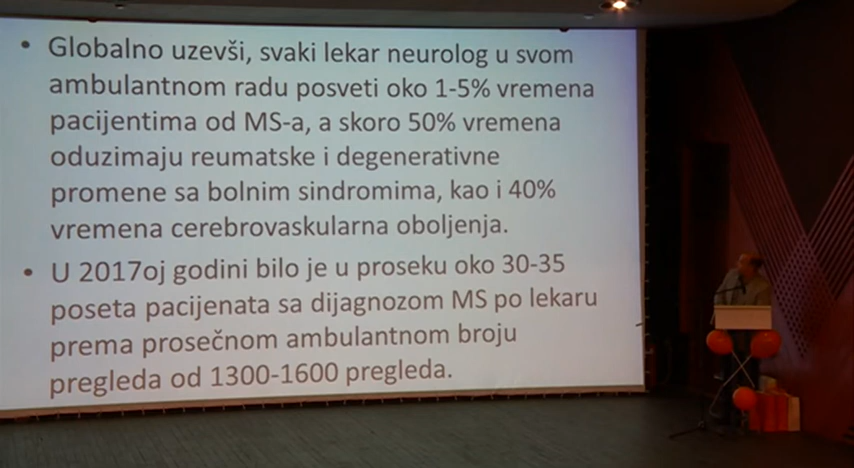 • Globalno uzevši, svaki lekar neurolog u svom
ambulantnom radu posveti oko 1-5% vremena
pacijentima od MS-a, a skoro 50% vremena
oduzimaju reumatske i degenerativne
promene sa bolnim sindromima, kao i 40%
vremena cerebrovaskularna oboljenja.
• U 2017oj godini bilo je u proseku oko 30-35
poseta pacijenata sa dijagnozom MS po lekaru
prema prosečnom ambulantnom broju
pregleda od 1300-1600 pregleda.